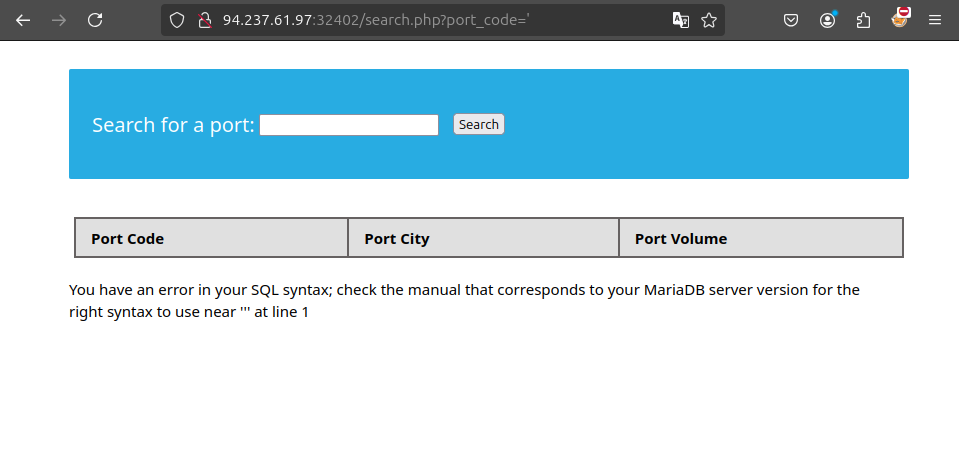 94.237.61.97:32402/search.php?port_code='
Search for a port: Search
Port Code Port City Port Volume
You have an error in your SQL syntax; check the manual that corresponds to your MariaDB server version for the
right syntax to use near ''' at line 1